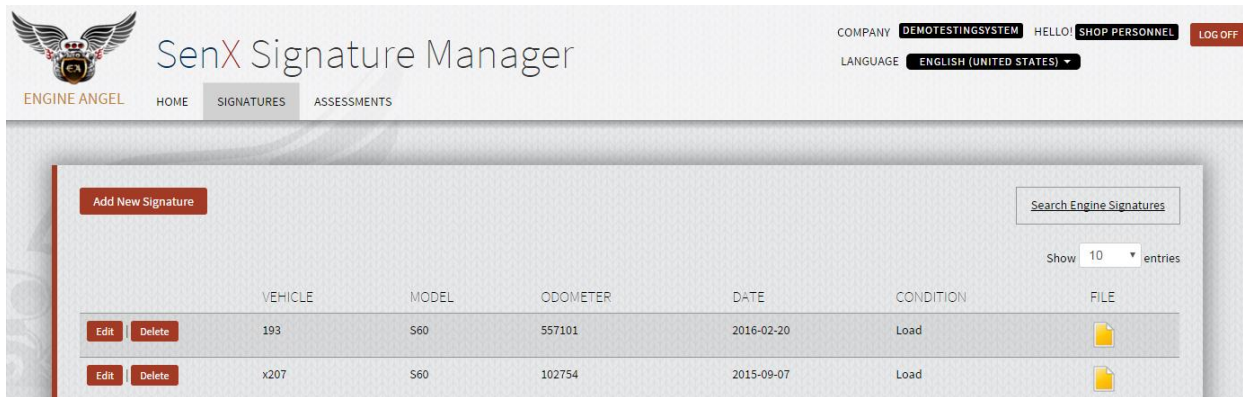 COMPANY DEMOTESTINGSYSTEM HELLO! SHOP PERSONNEL LOG OFF
SenX Signature Manager
LANGUAGE ENGLISH (UNITED STATES)
EX
ENGINE ANGEL HOME SIGNATURES ASSESSMENTS
Add New Signature Search Engine Signatures
Show 10 entries
VEHICLE MODEL ODOMETER DATE CONDITION FILE
Edit | Delete 193 S60 557101 2016-02-20 Load
Edit | Delete x207 S60 102754 2015-09-07 Load